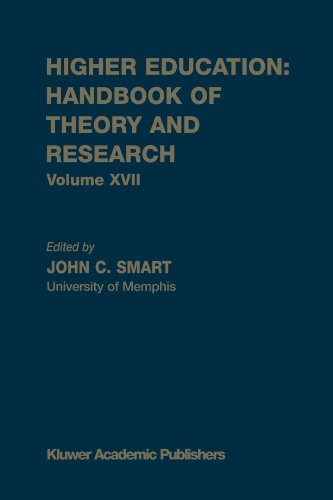 HIGHER EDUCATION:
HANDBOOK OF
THEORY AND
RESEARCH
Volume XVII
Edited by
JOHN C. SMART
University of Memphis
Kluwer Academic Publishers